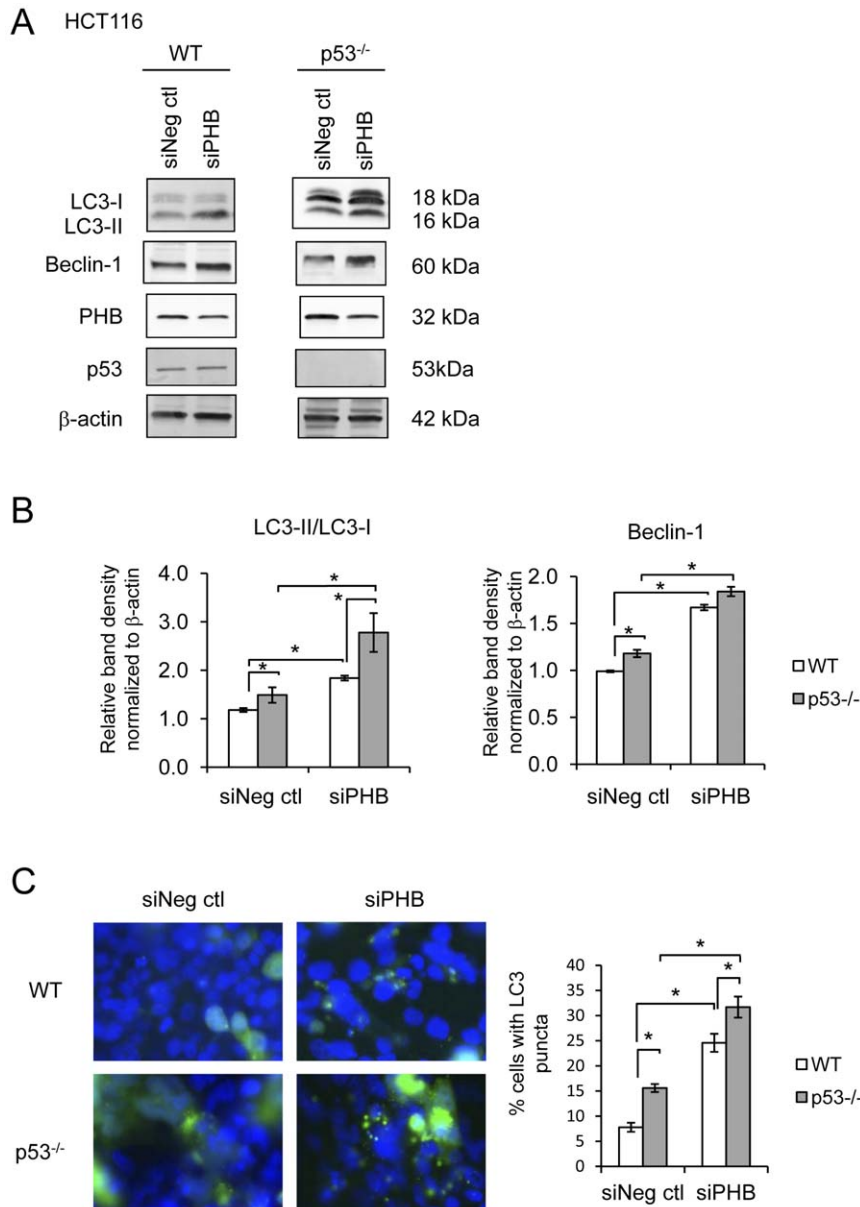 A HCT116
WT p53-/-
siNeg ctl siPHB siNeg ctl siPHB
LC3-I 18 kDa
LC3-II 16 kDa
Beclin-1 60 kDa
PHB 32 kDa
p53 53kDa
β-actin 42 kDa
B
LC3-II/LC3-I
Relative band density
normalized to β-actin
4.0
3.0
2.0
1.0
0.0
* * * *
siNeg ctl siPHB
Beclin-1
Relative band density
normalized to β-actin
2.0
1.5
1.0
0.5
0.0
* * *
siNeg ctl siPHB
WT
p53-/-
C
siNeg ctl siPHB
WT
p53-/-
% cells with LC3
puncta
40
35
30
25
20
15
10
5
0
* * * *
siNeg ctl siPHB
WT
p53-/-